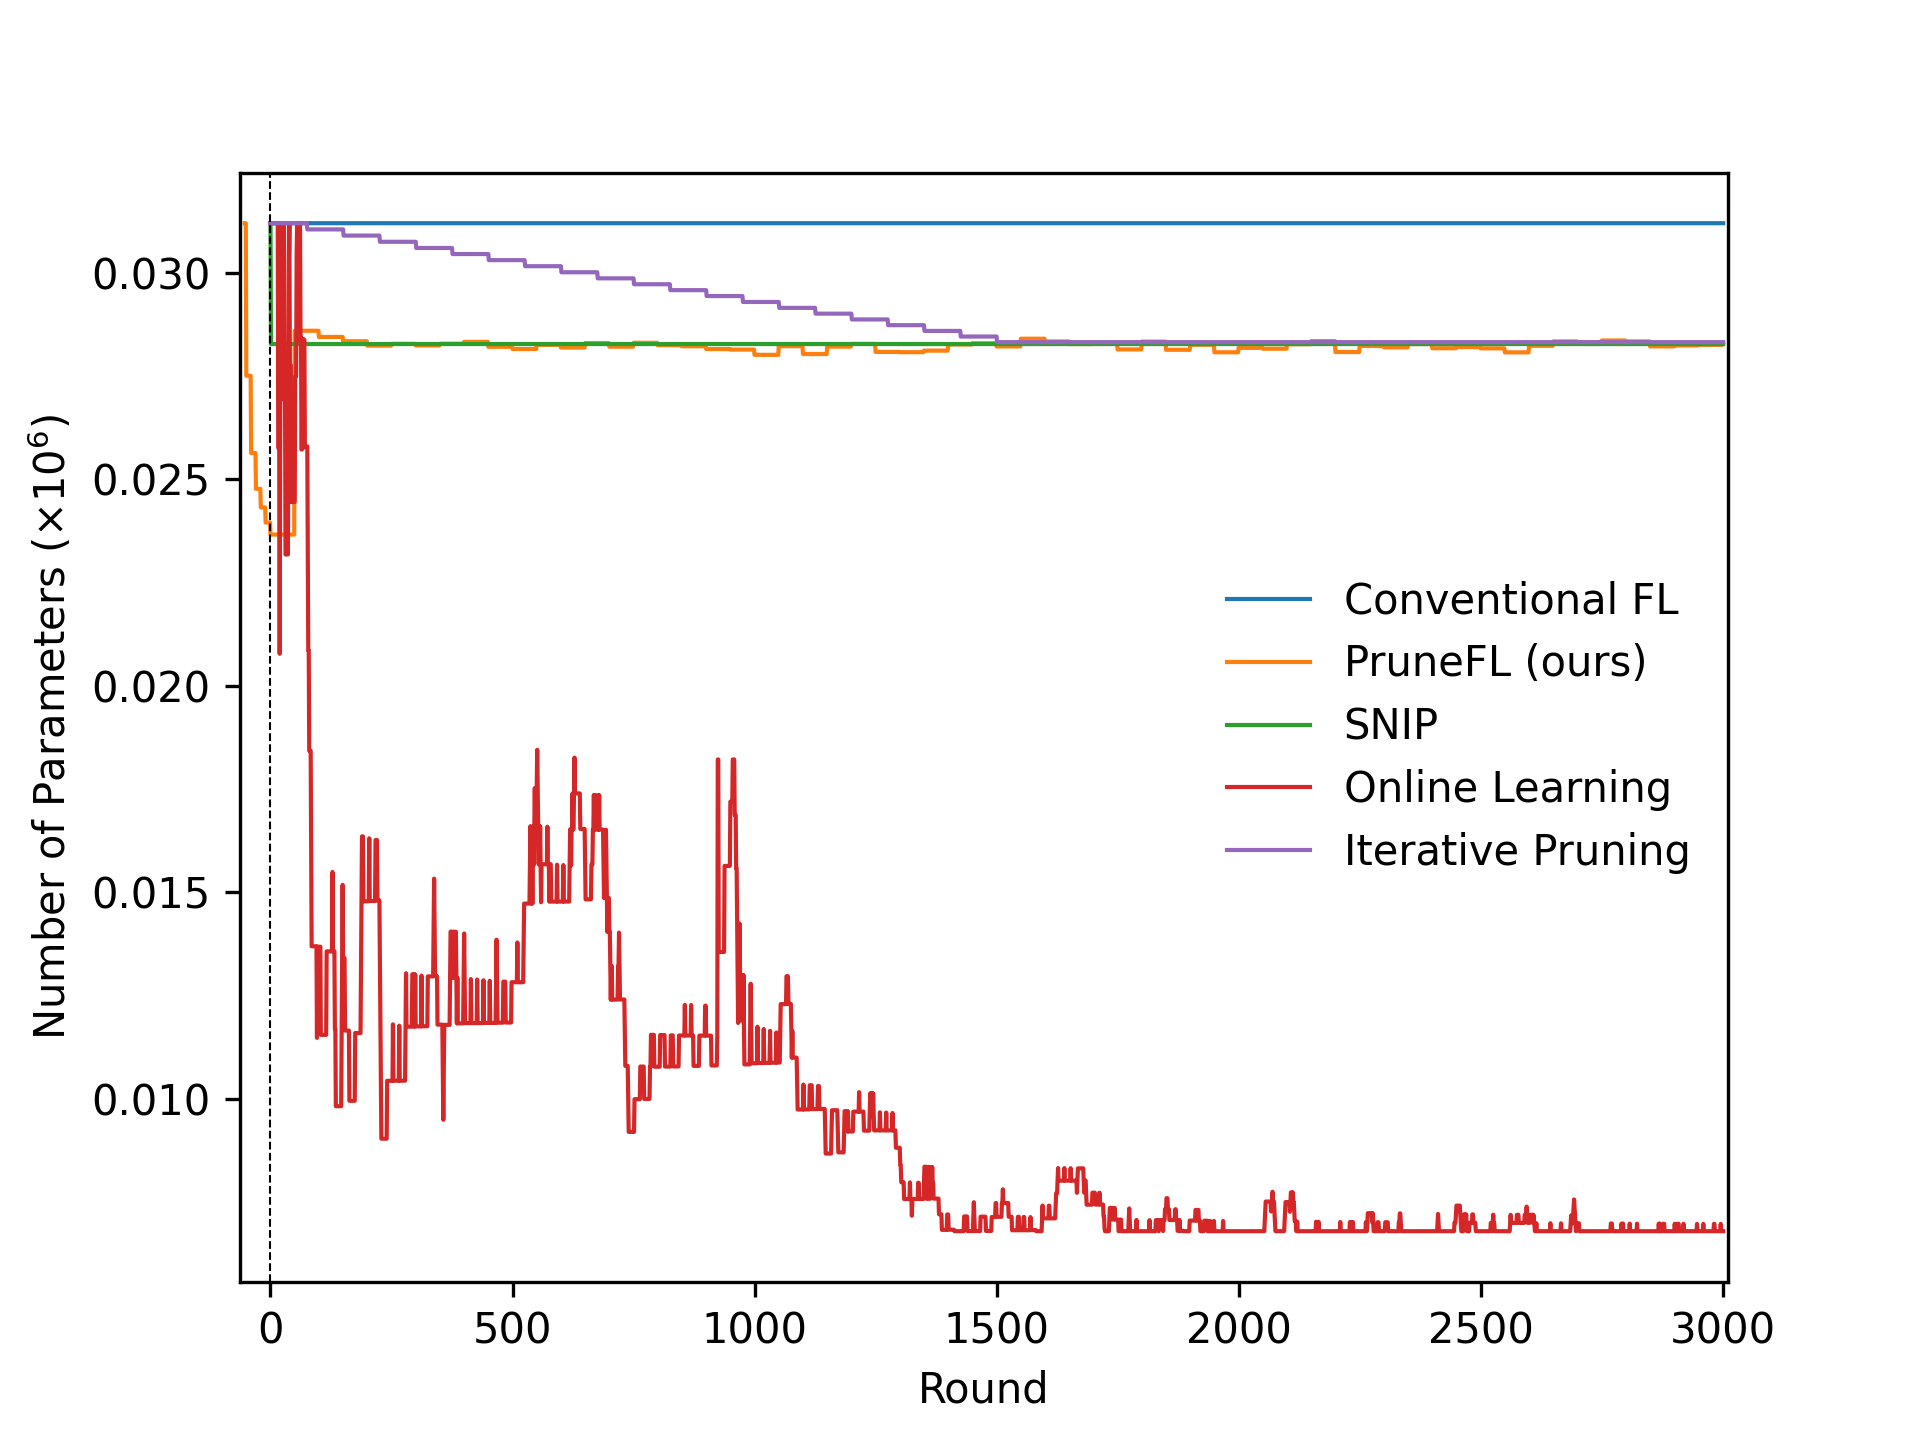 0.030
0.025
0.020
0.015
0.010
Number of Parameters (×10⁶)
Conventional FL
PruneFL (ours)
SNIP
Online Learning
Iterative Pruning
0 500 1000 1500 2000 2500 3000
Round